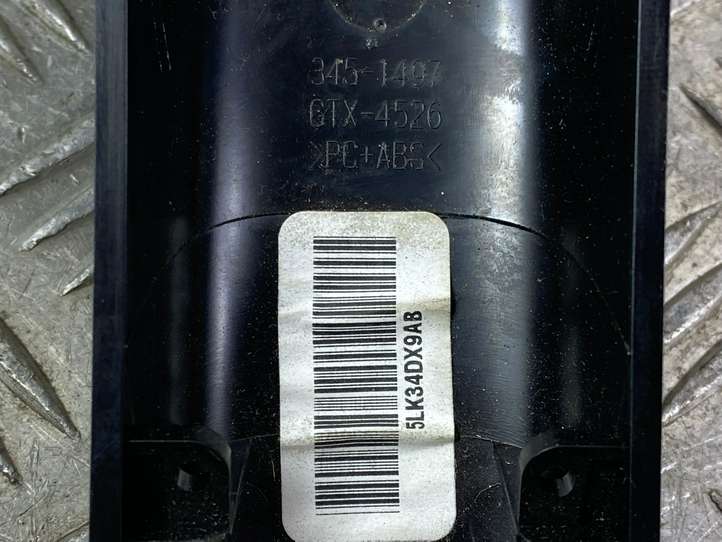 345-1497
GTX-4526
>PC+ABS<
5LK34DX9AB